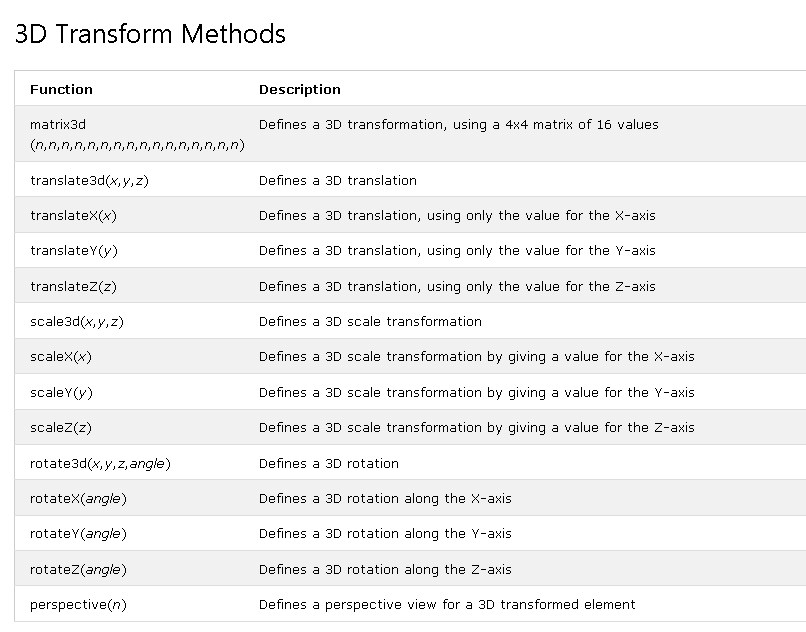 3D Transform Methods
Function Description
matrix3d Defines a 3D transformation, using a 4x4 matrix of 16 values
(n,n,n,n,n,n,n,n,n,n,n,n,n,n,n,n)
translate3d(x,y,z) Defines a 3D translation
translateX(x) Defines a 3D translation, using only the value for the X-axis
translateY(y) Defines a 3D translation, using only the value for the Y-axis
translateZ(z) Defines a 3D translation, using only the value for the Z-axis
scale3d(x,y,z) Defines a 3D scale transformation
scaleX(x) Defines a 3D scale transformation by giving a value for the X-axis
scaleY(y) Defines a 3D scale transformation by giving a value for the Y-axis
scaleZ(z) Defines a 3D scale transformation by giving a value for the Z-axis
rotate3d(x,y,z,angle) Defines a 3D rotation
rotateX(angle) Defines a 3D rotation along the X-axis
rotateY(angle) Defines a 3D rotation along the Y-axis
rotateZ(angle) Defines a 3D rotation along the Z-axis
perspective(n) Defines a perspective view for a 3D transformed element